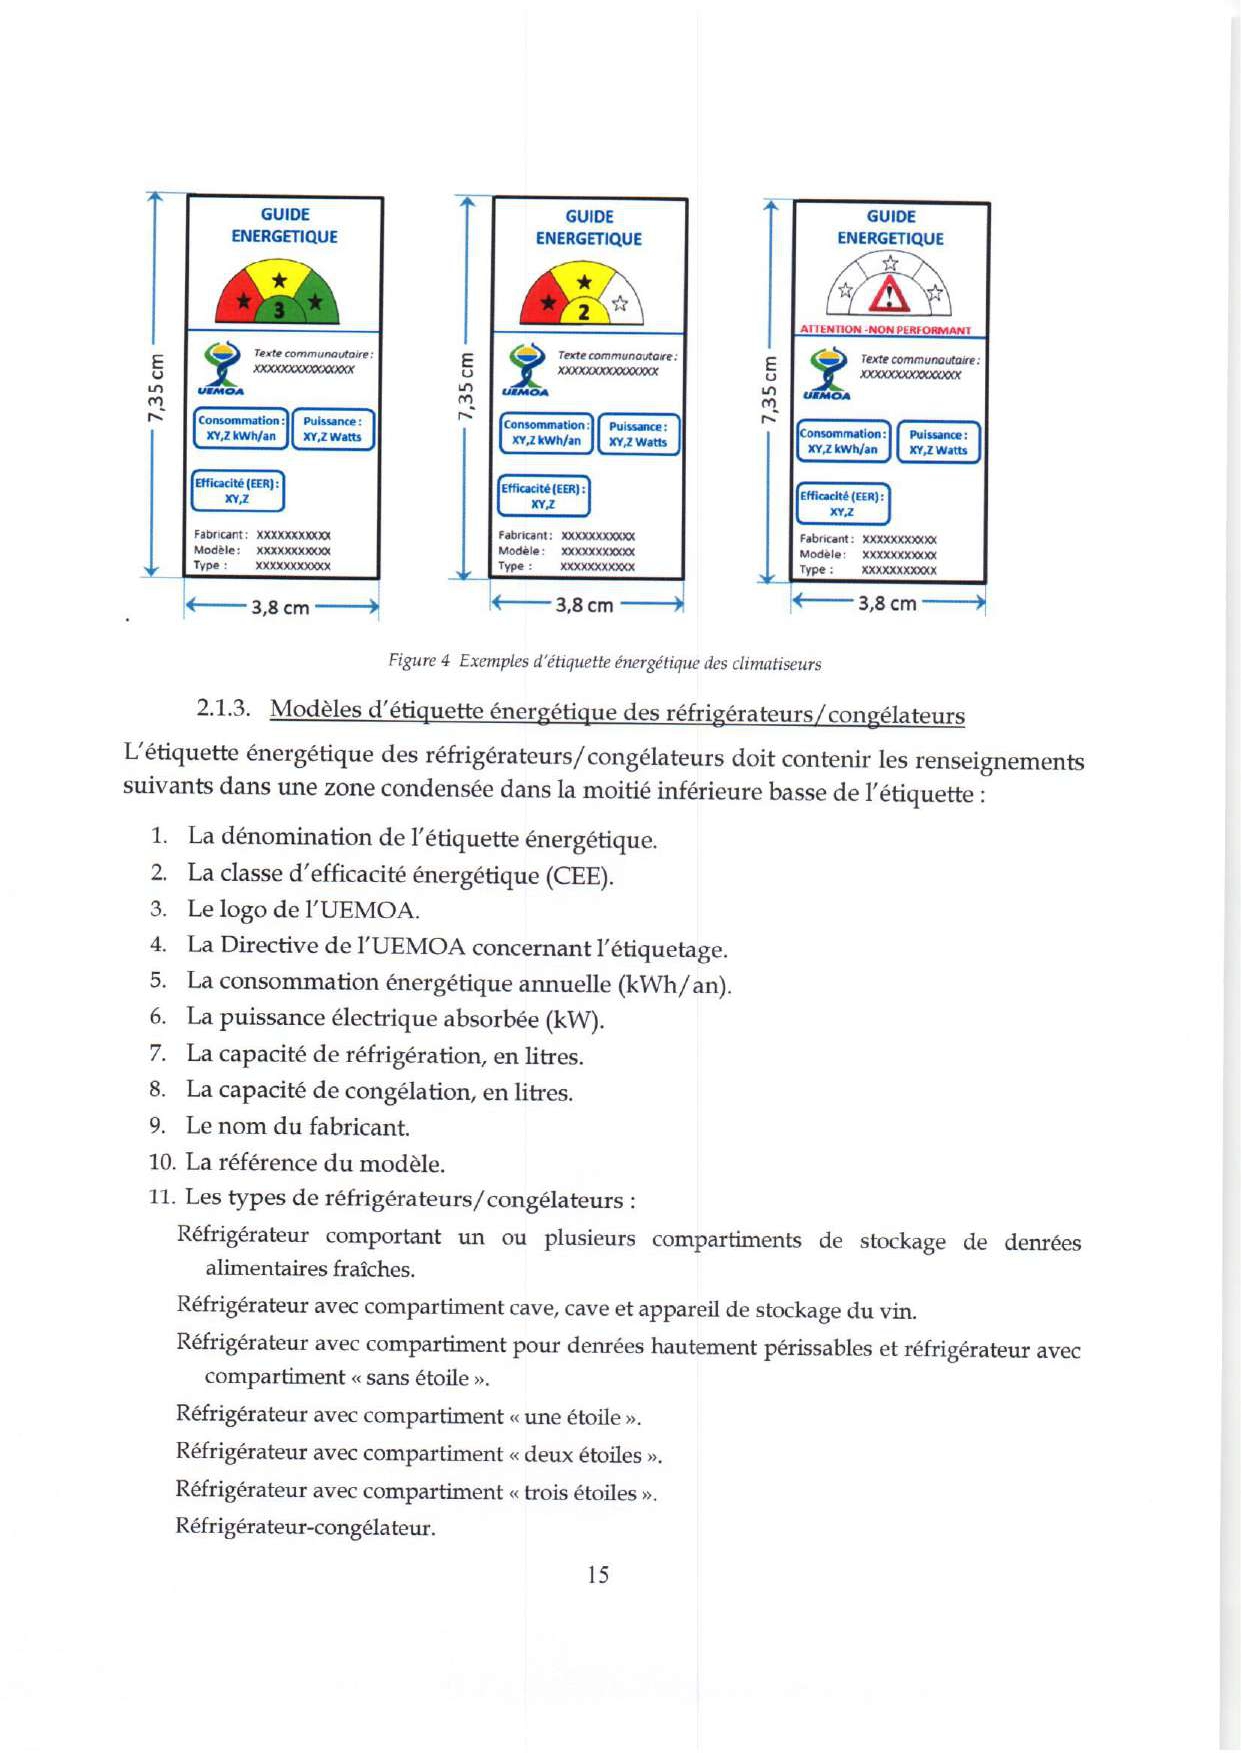 GUIDE
ENERGETIQUE
3
7,35 cm
Texte communautaire :
XXXXXXXXXXXXXXX
UEMOA
Consommation : Puissance :
XY,Z kWh/an XY,Z Watts
Efficacité (EER) :
XY,Z
Fabricant : XXXXXXXXXXX
Modèle : XXXXXXXXXXX
Type : XXXXXXXXXXX
3,8 cm
GUIDE
ENERGETIQUE
2
7,35 cm
Texte communautaire :
XXXXXXXXXXXXXXX
UEMOA
Consommation : Puissance :
XY,Z kWh/an XY,Z Watts
Efficacité (EER) :
XY,Z
Fabricant : XXXXXXXXXXX
Modèle : XXXXXXXXXXX
Type : XXXXXXXXXXX
3,8 cm
GUIDE
ENERGETIQUE
!
ATTENTION -NON PERFORMANT
7,35 cm
Texte communautaire :
XXXXXXXXXXXXXXX
UEMOA
Consommation : Puissance :
XY,Z kWh/an XY,Z Watts
Efficacité (EER) :
XY,Z
Fabricant : XXXXXXXXXXX
Modèle : XXXXXXXXXXX
Type : XXXXXXXXXXX
3,8 cm
Figure 4 Exemples d'étiquette énergétique des climatiseurs
2.1.3. Modèles d'étiquette énergétique des réfrigérateurs/congélateurs
L'étiquette énergétique des réfrigérateurs/congélateurs doit contenir les renseignements
suivants dans une zone condensée dans la moitié inférieure basse de l'étiquette :
1. La dénomination de l'étiquette énergétique.
2. La classe d'efficacité énergétique (CEE).
3. Le logo de l'UEMOA.
4. La Directive de l'UEMOA concernant l'étiquetage.
5. La consommation énergétique annuelle (kWh/an).
6. La puissance électrique absorbée (kW).
7. La capacité de réfrigération, en litres.
8. La capacité de congélation, en litres.
9. Le nom du fabricant.
10. La référence du modèle.
11. Les types de réfrigérateurs/congélateurs :
Réfrigérateur comportant un ou plusieurs compartiments de stockage de denrées
alimentaires fraîches.
Réfrigérateur avec compartiment cave, cave et appareil de stockage du vin.
Réfrigérateur avec compartiment pour denrées hautement périssables et réfrigérateur avec
compartiment « sans étoile ».
Réfrigérateur avec compartiment « une étoile ».
Réfrigérateur avec compartiment « deux étoiles ».
Réfrigérateur avec compartiment « trois étoiles ».
Réfrigérateur-congélateur.
15